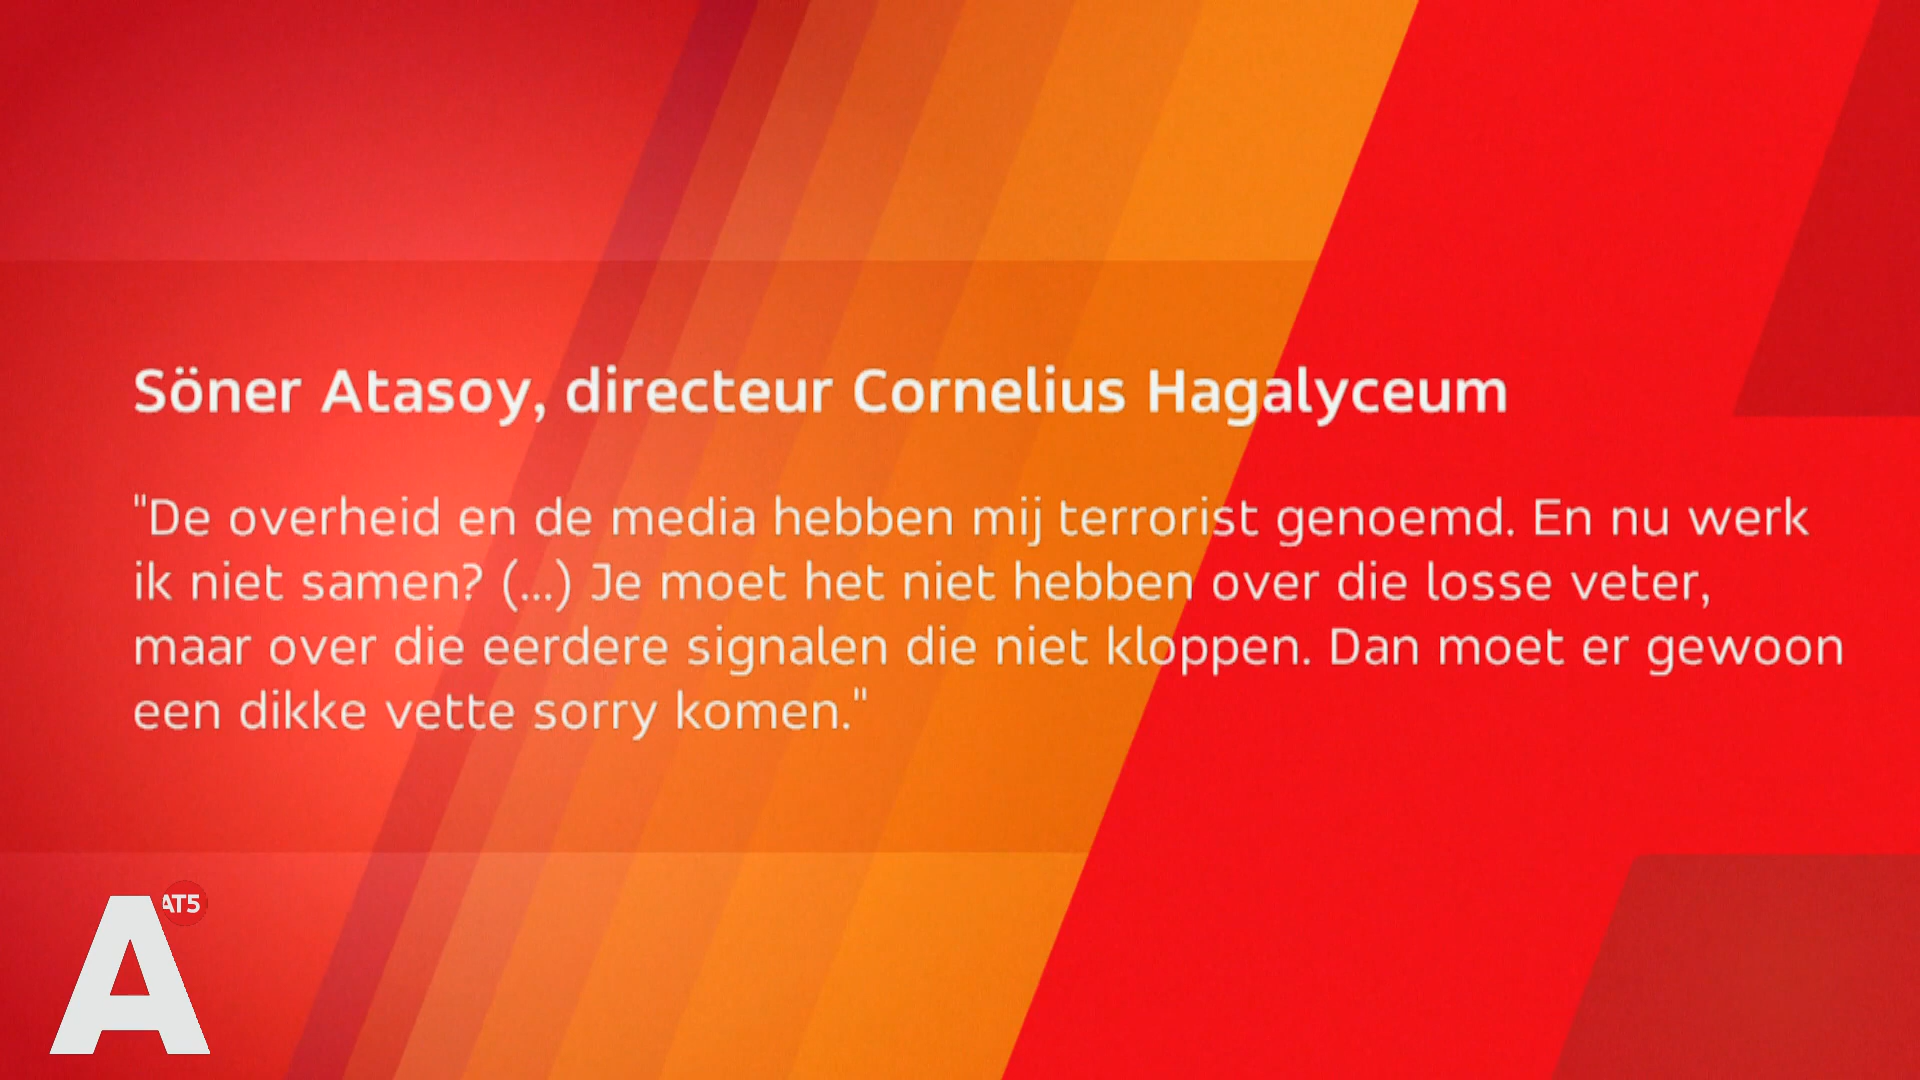 Söner Atasoy, directeur Cornelius Hagalyceum
"De overheid en de media hebben mij terrorist genoemd. En nu werk
ik niet samen? (...) Je moet het niet hebben over die losse veter,
maar over die eerdere signalen die niet kloppen. Dan moet er gewoon
een dikke vette sorry komen."
A AT5